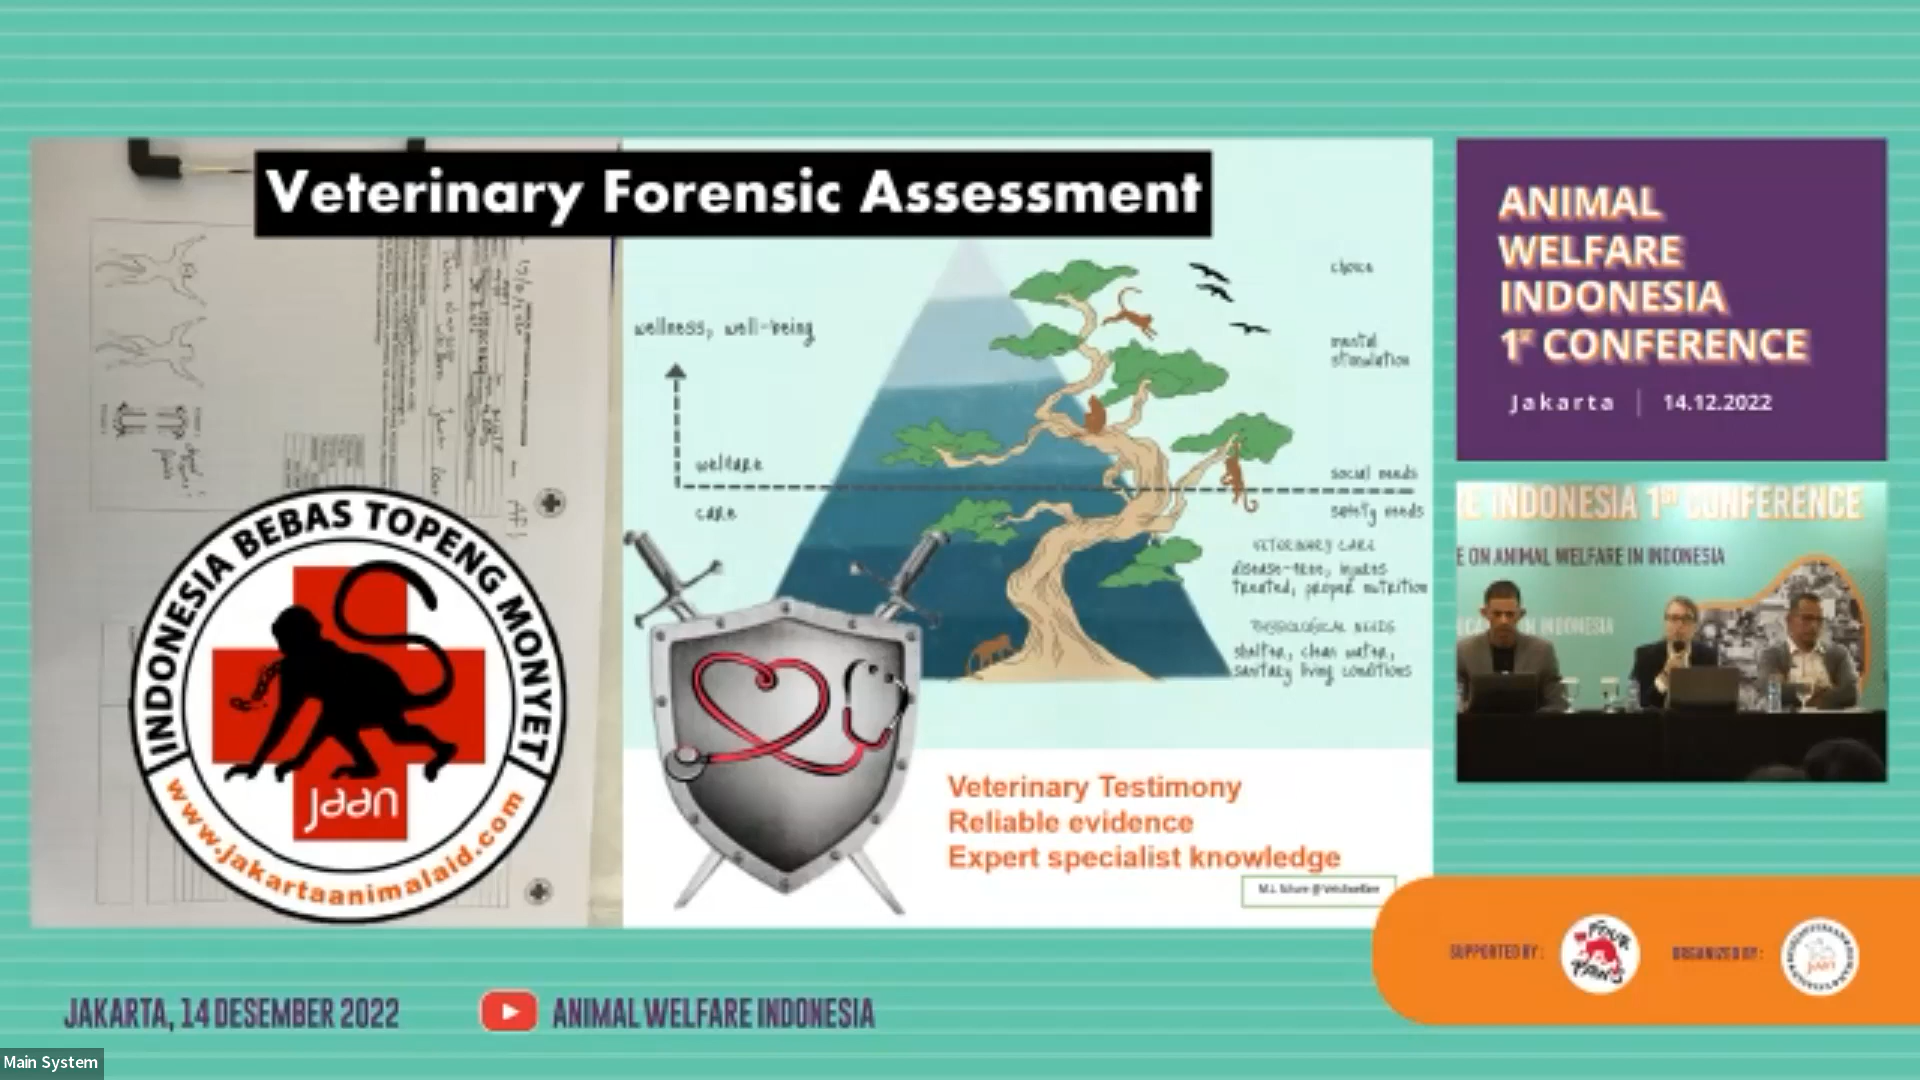 Veterinary Forensic Assessment
INDONESIA BEBAS TOPENG MONYET
jaan
www.jakartaanimalaid.com
wellness, well-being
welfare
care
choice
mental
stimulation
social needs
safety needs
VETERINARY CARE
disease-free, injuries
treated, proper nutrition
PHYSIOLOGICAL NEEDS
shelter, clean water,
sanitary living conditions
Veterinary Testimony
Reliable evidence
Expert specialist knowledge
ANIMAL
WELFARE
INDONESIA
1st CONFERENCE
Jakarta | 14.12.2022
E INDONESIA 1st CONFERENCE
E ON ANIMAL WELFARE IN INDONESIA
IN INDONESIA
SUPPORTED BY :
FOUR
PAWS
ORGANIZED BY :
jaan
JAKARTA, 14 DESEMBER 2022
ANIMAL WELFARE INDONESIA
Main System